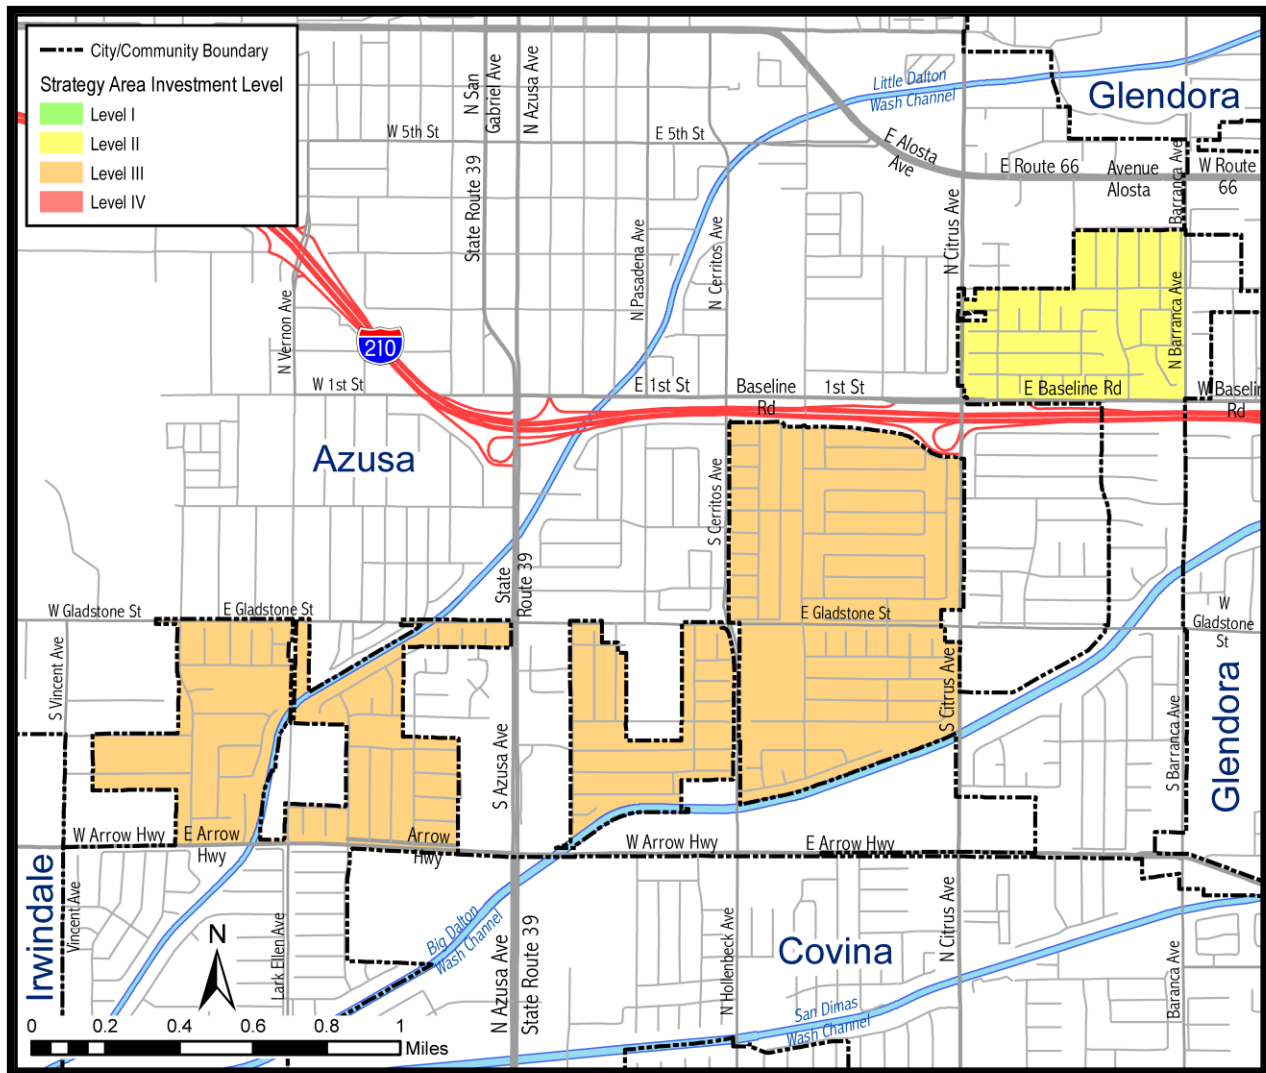 City/Community Boundary
Strategy Area Investment Level
Level I
Level II
Level III
Level IV
N San
Gabriel Ave
N Azusa Ave
Little Dalton
Wash Channel
Glendora
W 5th St
E 5th St
E Alosta
Ave
E Route 66
Avenue
Alosta
Barranca Ave
W Route
66
State Route 39
N Pasadena Ave
N Cerritos Ave
N Citrus Ave
N Vernon Ave
210
N Barranca Ave
W 1st St
E 1st St
Baseline
Rd
1st St
E Baseline Rd
W Baselin
Rd
Azusa
S Cerritos Ave
State
Route 39
W Gladstone St
E Gladstone St
E Gladstone St
W
Gladstone
St
S Vincent Ave
S Citrus Ave
S Azusa Ave
S Barranca Ave
Glendora
W Arrow Hwy
E Arrow
Hwy
Arrow
Hwy
W Arrow Hwy
E Arrow Hwy
Irwindale
Vincent Ave
Lark Ellen Ave
Big Dalton
Wash Channel
N Azusa Ave
State Route 39
N Hollenbeck Ave
Covina
N Citrus Ave
Baranca Ave
San Dimas
Wash Channel
N
0 0.2 0.4 0.6 0.8 1
Miles